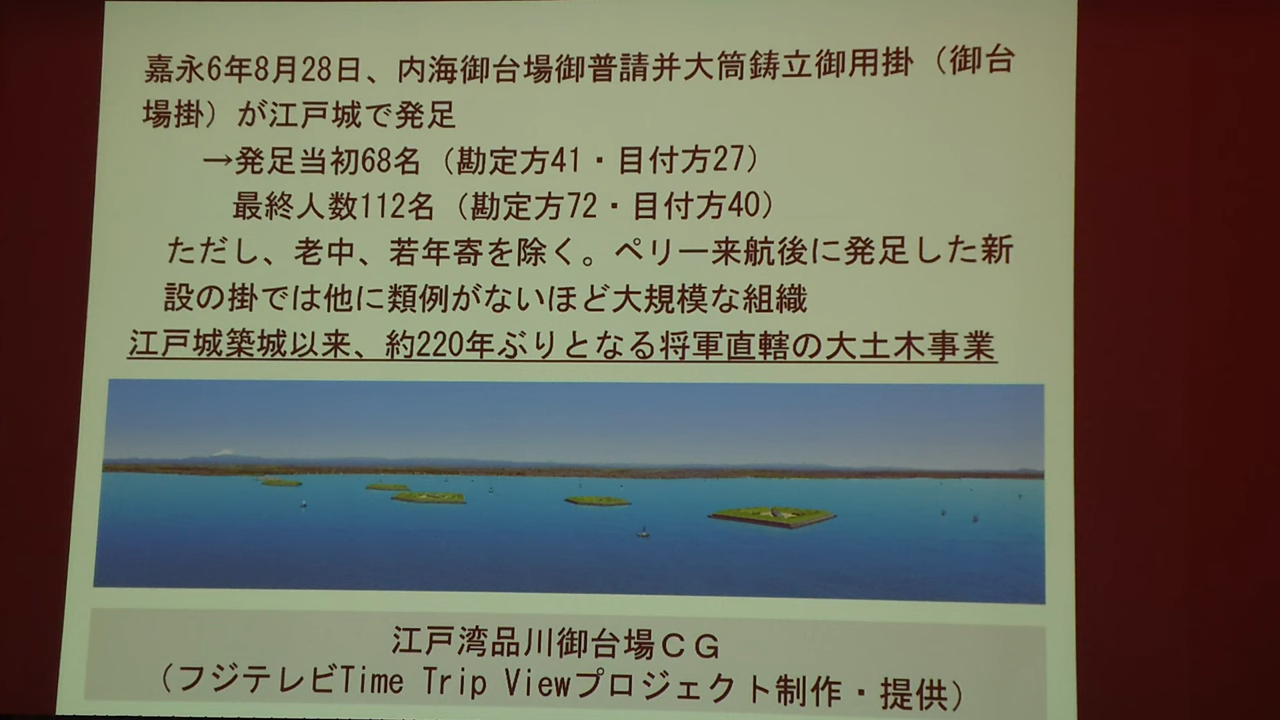 嘉永6年8月28日、内海御台場御普請并大筒鋳立御用掛（御台
場掛）が江戸城で発足
→発足当初68名（勘定方41・目付方27）
最終人数112名（勘定方72・目付方40）
ただし、老中、若年寄を除く。ペリー来航後に発足した新
設の掛では他に類例がないほど大規模な組織
江戸城築城以来、約220年ぶりとなる将軍直轄の大土木事業
江戸湾品川御台場ＣＧ
（フジテレビTime Trip Viewプロジェクト制作・提供）